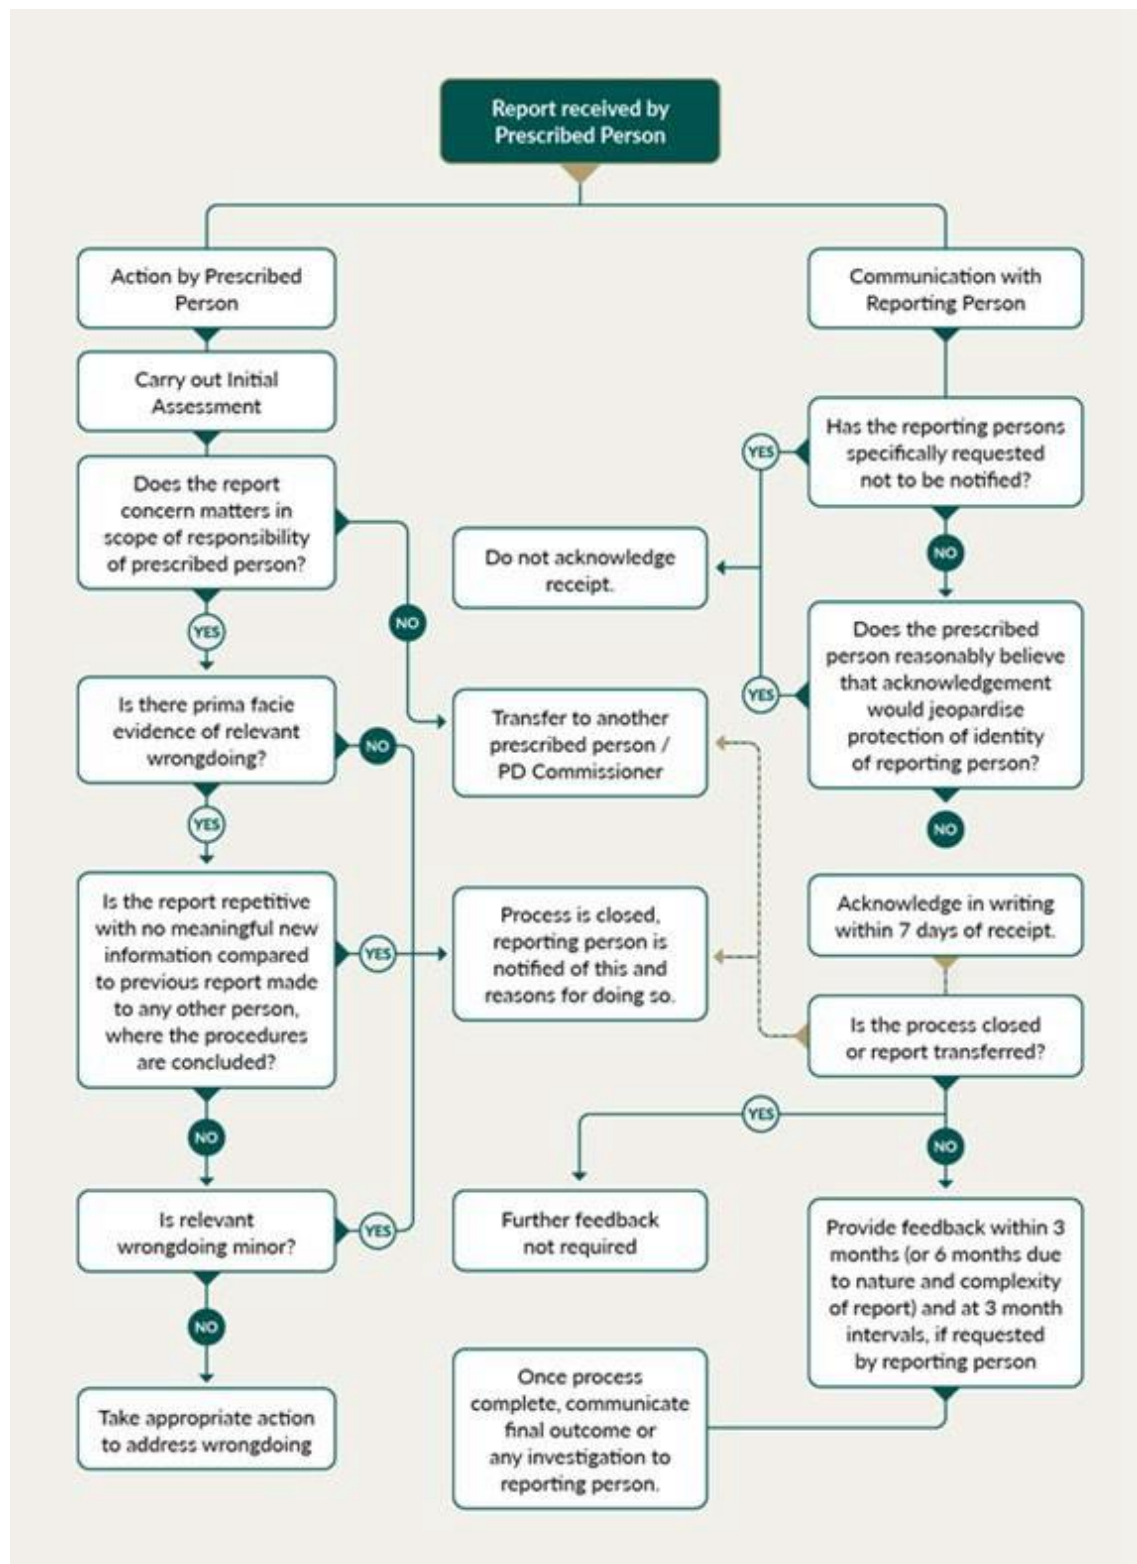 Report received by
Prescribed Person
Action by Prescribed
Person
Communication with
Reporting Person
Carry out Initial
Assessment
Has the reporting persons
specifically requested
not to be notified?
YES
Does the report
concern matters in
scope of responsibility
of prescribed person?
Do not acknowledge
receipt.
NO
YES
NO
Does the prescribed
person reasonably believe
that acknowledgement
would jeopardise
protection of identity
of reporting person?
YES
Is there prima facie
evidence of relevant
wrongdoing?
NO
Transfer to another
prescribed person /
PD Commissioner
YES
NO
Is the report repetitive
with no meaningful new
information compared
to previous report made
to any other person,
where the procedures
are concluded?
YES
Process is closed,
reporting person is
notified of this and
reasons for doing so.
Acknowledge in writing
within 7 days of receipt.
Is the process closed
or report transferred?
YES
NO
NO
Is relevant
wrongdoing minor?
YES
Further feedback
not required
Provide feedback within 3
months (or 6 months due
to nature and complexity
of report) and at 3 month
intervals, if requested
by reporting person
NO
Take appropriate action
to address wrongdoing
Once process
complete, communicate
final outcome or
any investigation to
reporting person.